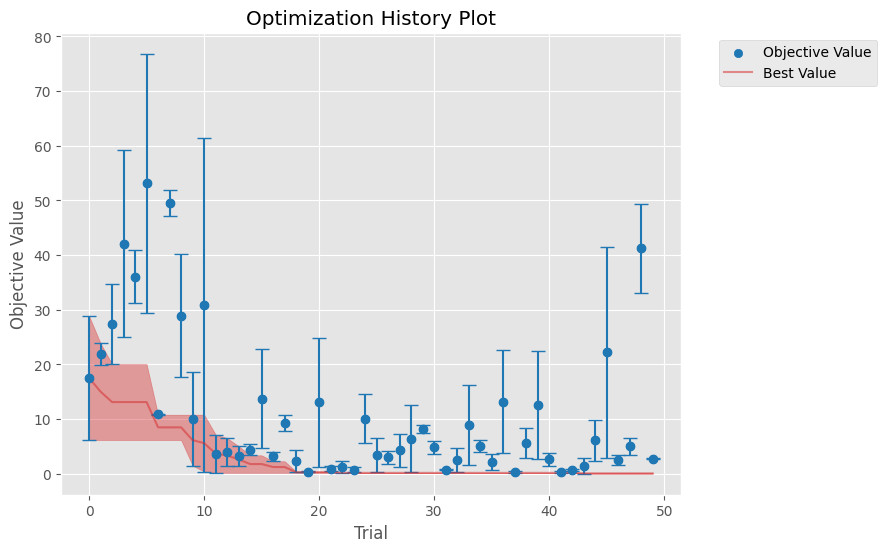 Optimization History Plot
Objective Value
Best Value
80
70
60
50
40
30
20
10
0
Objective Value
0 10 20 30 40 50
Trial